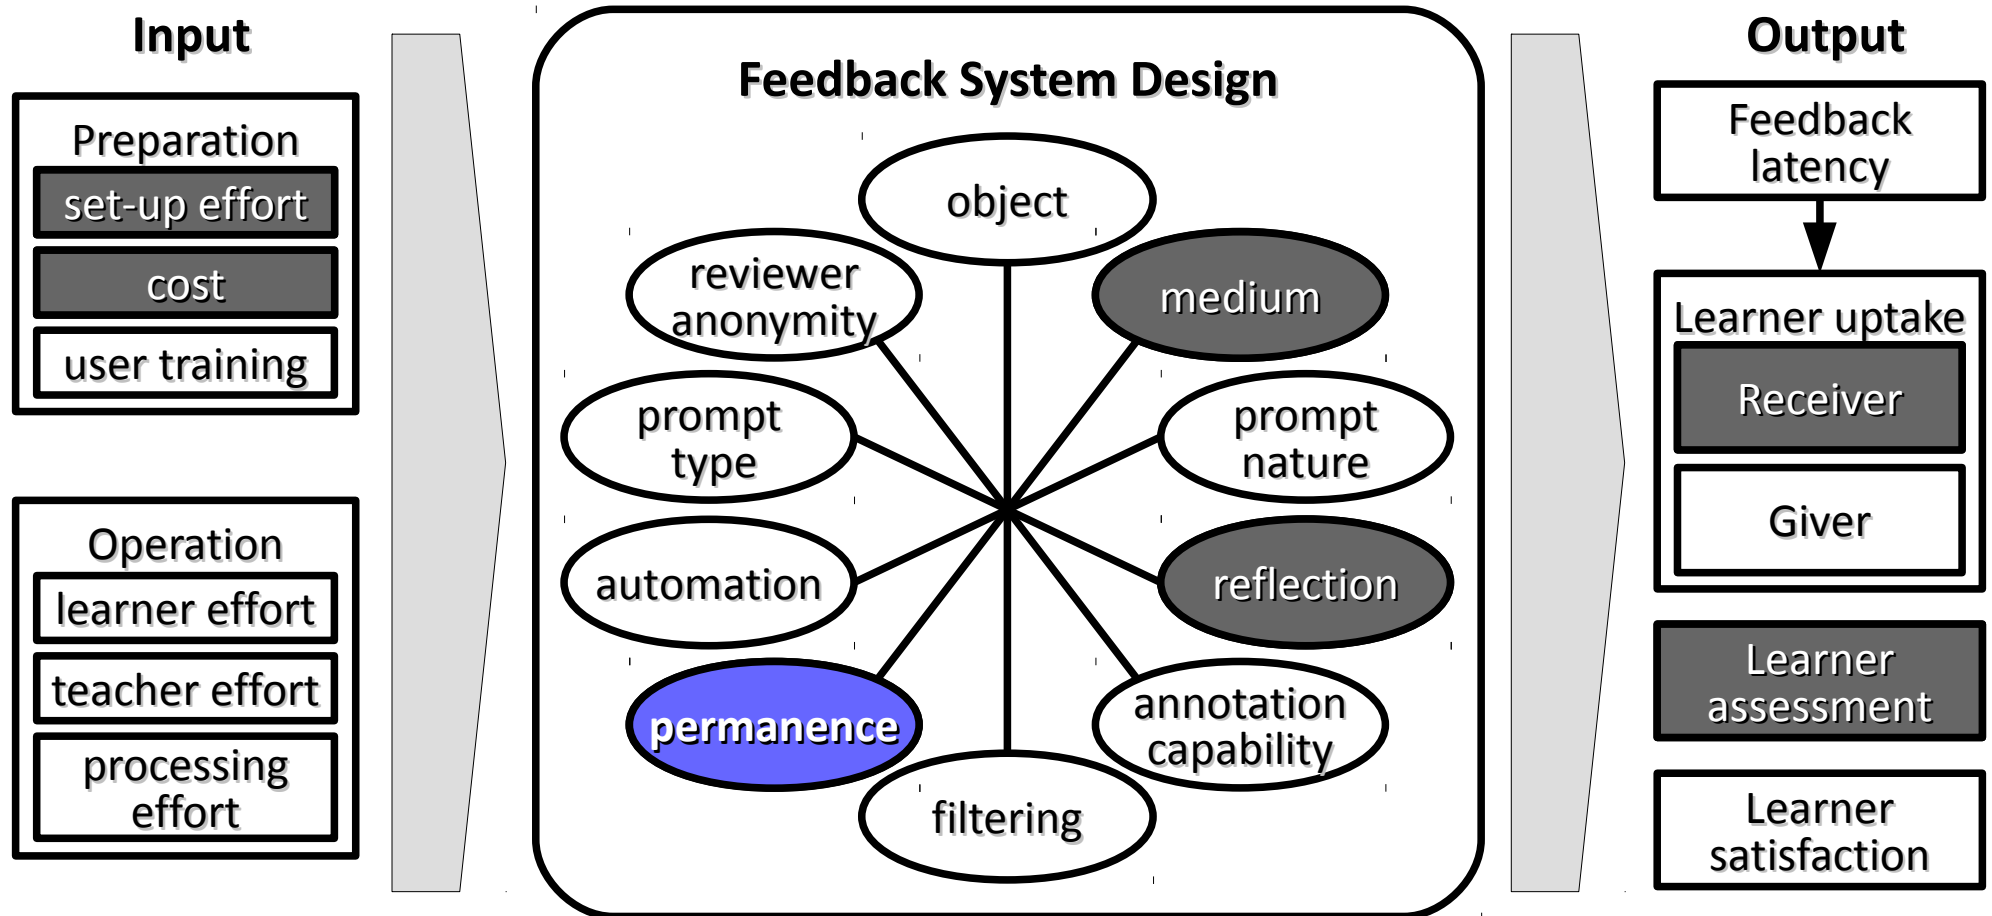 Input
Preparation
set-up effort
cost
user training
Operation
learner effort
teacher effort
processing
effort
Feedback System Design
object
reviewer
anonymity
medium
prompt
type
prompt
nature
automation
reflection
permanence
annotation
capability
filtering
Output
Feedback
latency
Learner uptake
Receiver
Giver
Learner
assessment
Learner
satisfaction